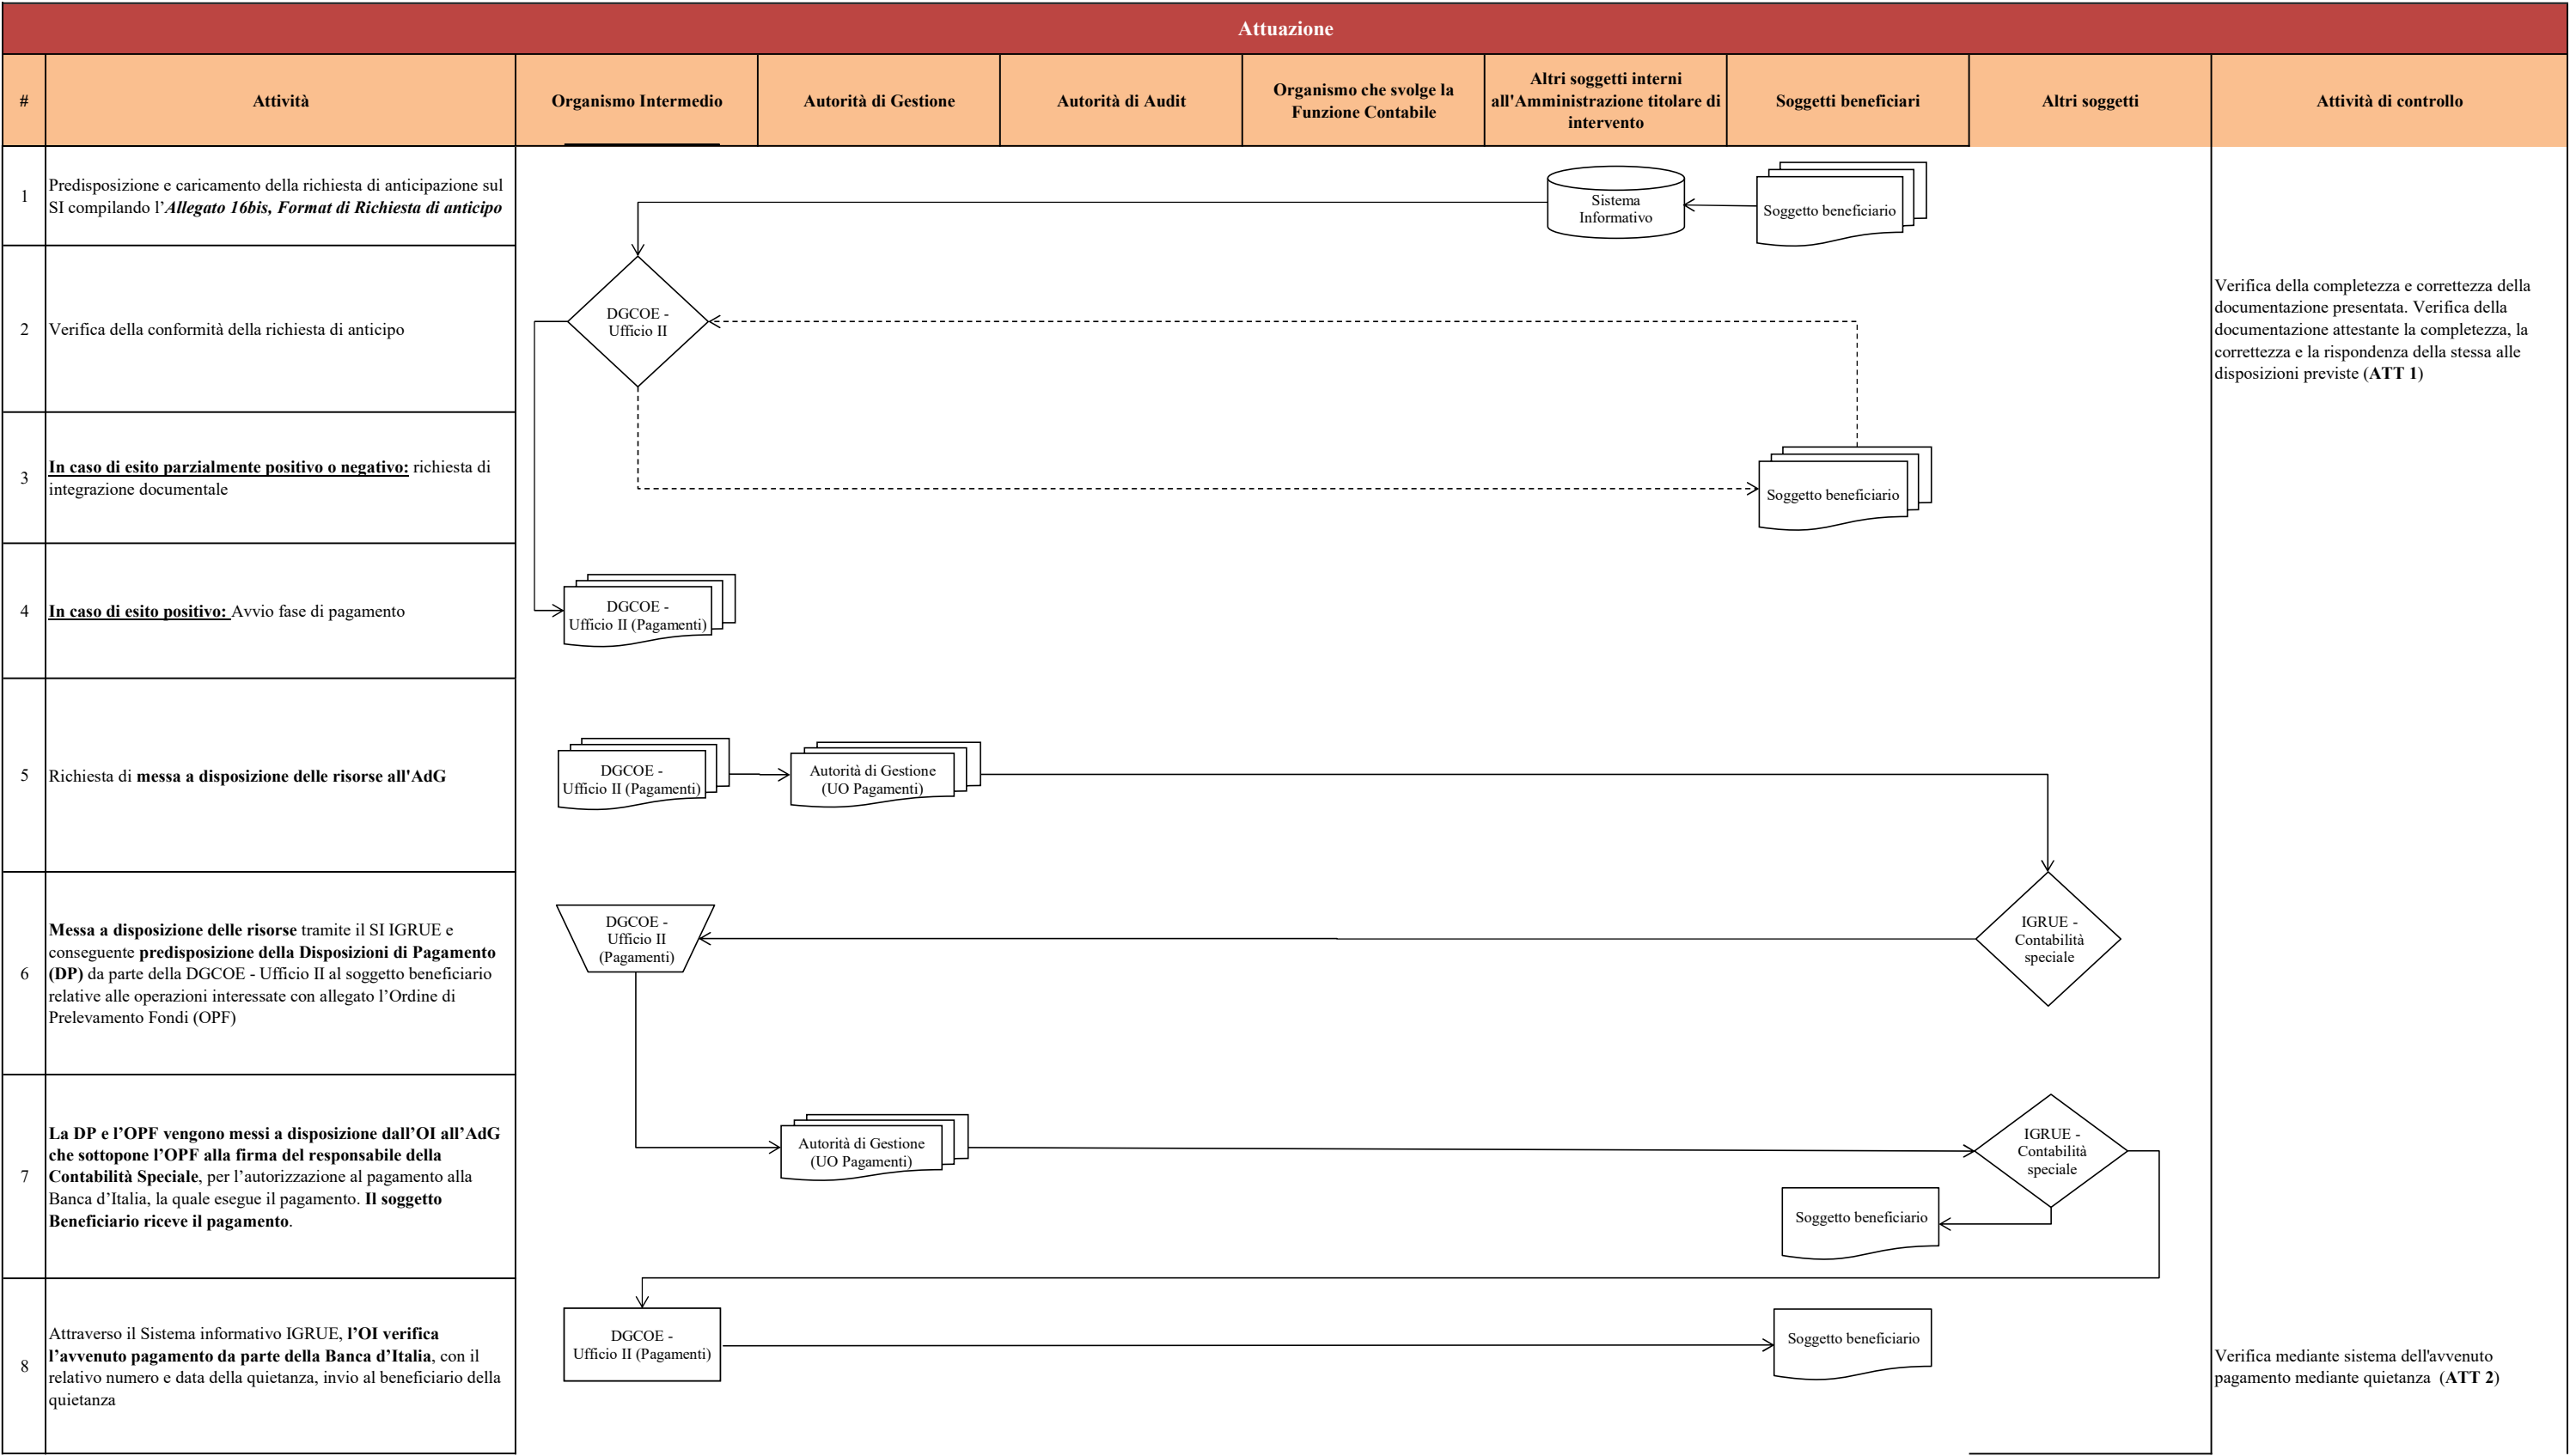 Attuazione
#
Attività
Organismo Intermedio
Autorità di Gestione
Autorità di Audit
Organismo che svolge la
Funzione Contabile
Altri soggetti interni
all'Amministrazione titolare di
intervento
Soggetti beneficiari
Altri soggetti
Attività di controllo
1
Predisposizione e caricamento della richiesta di anticipazione sul
SI compilando l’Allegato 16bis, Format di Richiesta di anticipo
Sistema
Informativo
Soggetto beneficiario
2
Verifica della conformità della richiesta di anticipo
DGCOE -
Ufficio II
Verifica della completezza e correttezza della
documentazione presentata. Verifica della
documentazione attestante la completezza, la
correttezza e la rispondenza della stessa alle
disposizioni previste (ATT 1)
3
In caso di esito parzialmente positivo o negativo: richiesta di
integrazione documentale
Soggetto beneficiario
4
In caso di esito positivo: Avvio fase di pagamento
DGCOE -
Ufficio II (Pagamenti)
5
Richiesta di messa a disposizione delle risorse all'AdG
DGCOE -
Ufficio II (Pagamenti)
Autorità di Gestione
(UO Pagamenti)
6
Messa a disposizione delle risorse tramite il SI IGRUE e
conseguente predisposizione della Disposizioni di Pagamento
(DP) da parte della DGCOE - Ufficio II al soggetto beneficiario
relative alle operazioni interessate con allegato l’Ordine di
Prelevamento Fondi (OPF)
DGCOE -
Ufficio II
(Pagamenti)
IGRUE -
Contabilità
speciale
7
La DP e l’OPF vengono messi a disposizione dall’OI all’AdG
che sottopone l’OPF alla firma del responsabile della
Contabilità Speciale, per l’autorizzazione al pagamento alla
Banca d’Italia, la quale esegue il pagamento. Il soggetto
Beneficiario riceve il pagamento.
Autorità di Gestione
(UO Pagamenti)
IGRUE -
Contabilità
speciale
Soggetto beneficiario
8
Attraverso il Sistema informativo IGRUE, l’OI verifica
l’avvenuto pagamento da parte della Banca d’Italia, con il
relativo numero e data della quietanza, invio al beneficiario della
quietanza
DGCOE -
Ufficio II (Pagamenti)
Soggetto beneficiario
Verifica mediante sistema dell'avvenuto
pagamento mediante quietanza (ATT 2)